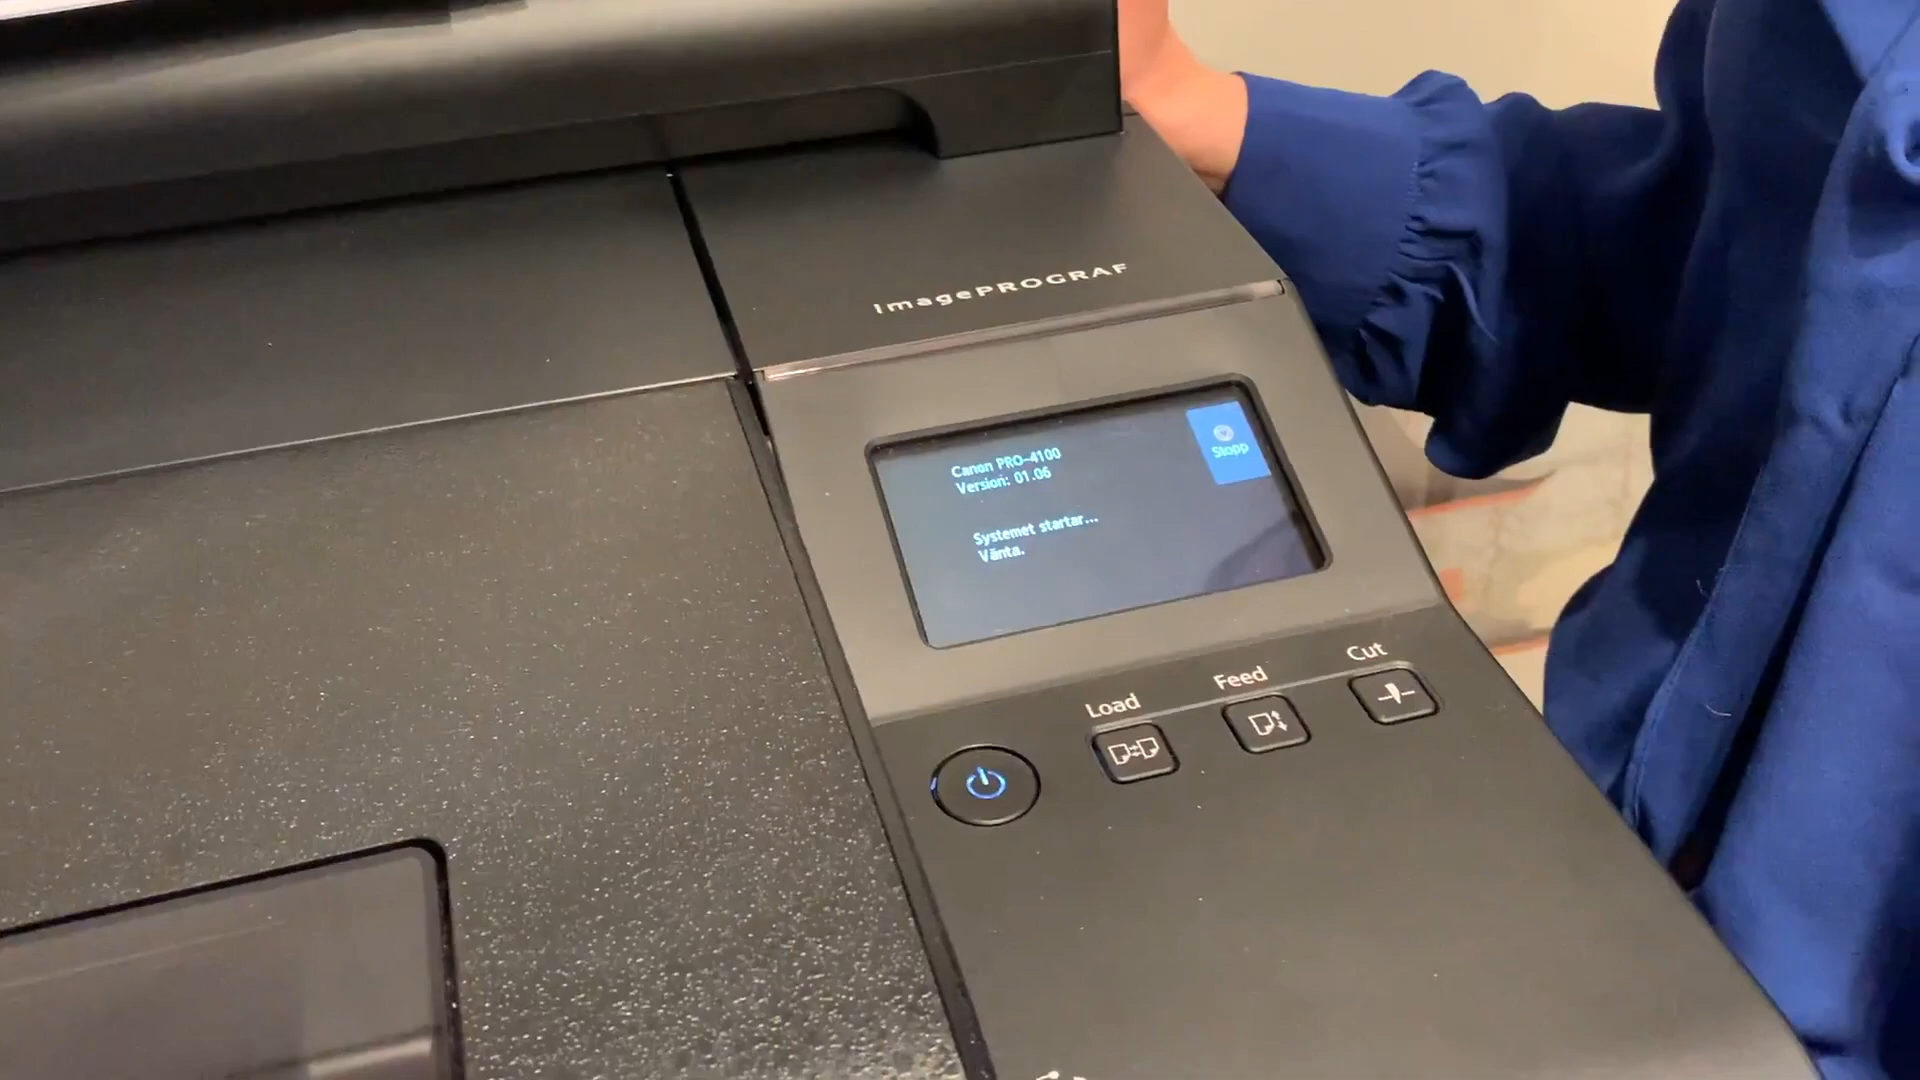 imagePROGRAF
Canon PRO-4100
Version: 01.06
Stopp
Systemet startar...
Vänta.
Load
Feed
Cut